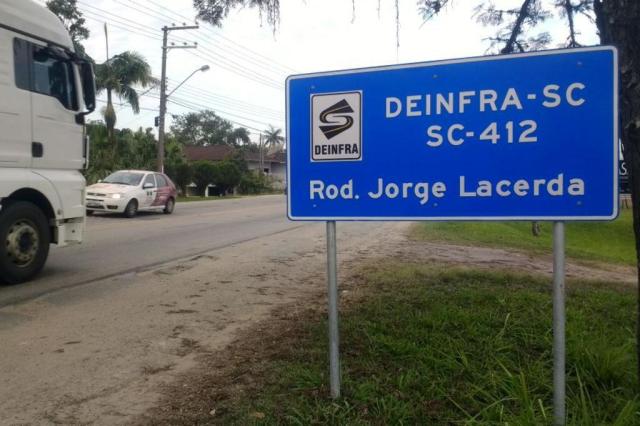 DEINFRA-SC
SC-412
DEINFRA
Rod. Jorge Lacerda